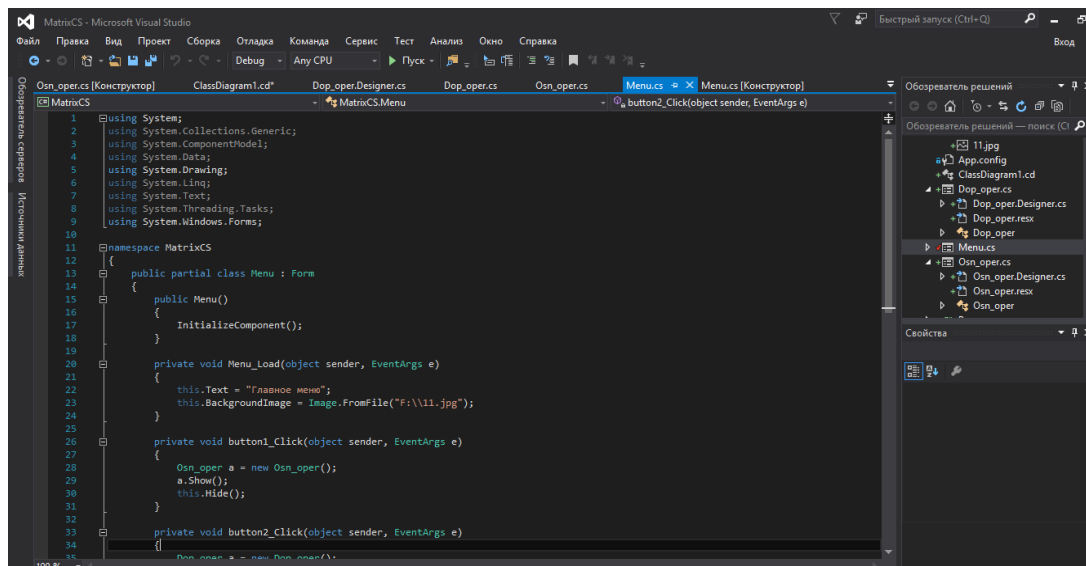 MatrixCS - Microsoft Visual Studio
Быстрый запуск (Ctrl+Q)
Файл Правка Вид Проект Сборка Отладка Команда Сервис Тест Анализ Окно Справка
Вход
Debug Any CPU Пуск
Обозреватель серверов
Источники данных
Osn_oper.cs [Конструктор] ClassDiagram1.cd* Dop_oper.Designer.cs Dop_oper.cs Osn_oper.cs Menu.cs Menu.cs [Конструктор]
MatrixCS MatrixCS.Menu button2_Click(object sender, EventArgs e)
1 using System;
2 using System.Collections.Generic;
3 using System.ComponentModel;
4 using System.Data;
5 using System.Drawing;
6 using System.Linq;
7 using System.Text;
8 using System.Threading.Tasks;
9 using System.Windows.Forms;
10
11 namespace MatrixCS
12 {
13 public partial class Menu : Form
14 {
15 public Menu()
16 {
17 InitializeComponent();
18 }
19
20 private void Menu_Load(object sender, EventArgs e)
21 {
22 this.Text = "Главное меню";
23 this.BackgroundImage = Image.FromFile("F:\\11.jpg");
24 }
25
26 private void button1_Click(object sender, EventArgs e)
27 {
28 Osn_oper a = new Osn_oper();
29 a.Show();
30 this.Hide();
31 }
32
33 private void button2_Click(object sender, EventArgs e)
34 {
35 Dop_oper a = new Dop_oper();
100 %
Обозреватель решений
Обозреватель решений — поиск (Ct
11.jpg
App.config
ClassDiagram1.cd
Dop_oper.cs
Dop_oper.Designer.cs
Dop_oper.resx
Dop_oper
Menu.cs
Osn_oper.cs
Osn_oper.Designer.cs
Osn_oper.resx
Osn_oper
Свойства